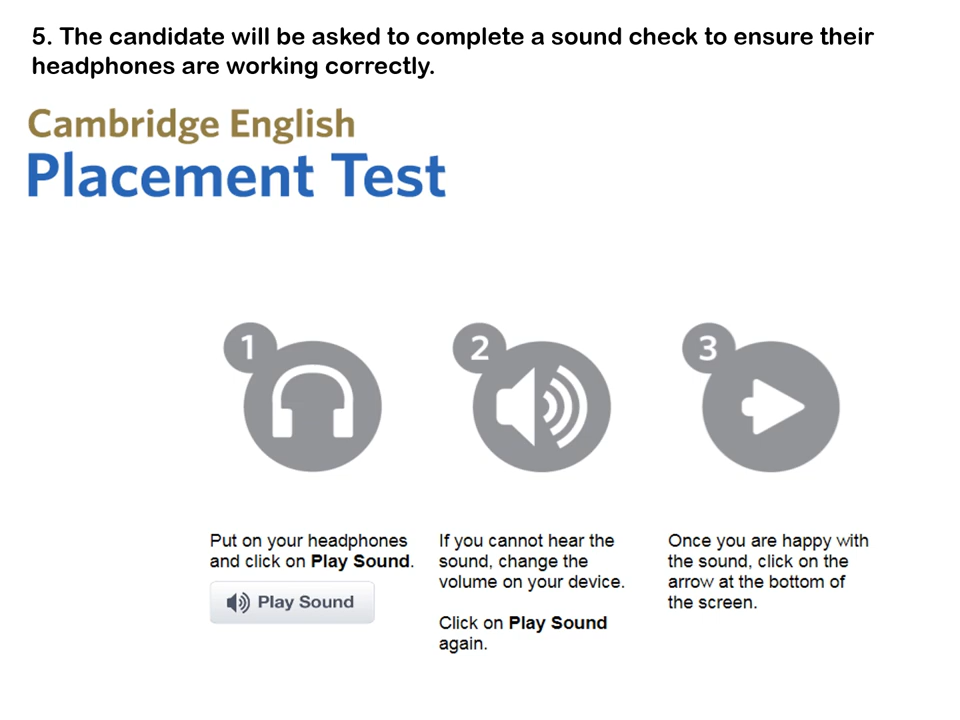 5. The candidate will be asked to complete a sound check to ensure their
headphones are working correctly.
Cambridge English
Placement Test
1
2
3
Put on your headphones
and click on Play Sound.
Play Sound
If you cannot hear the
sound, change the
volume on your device.
Click on Play Sound
again.
Once you are happy with
the sound, click on the
arrow at the bottom of
the screen.